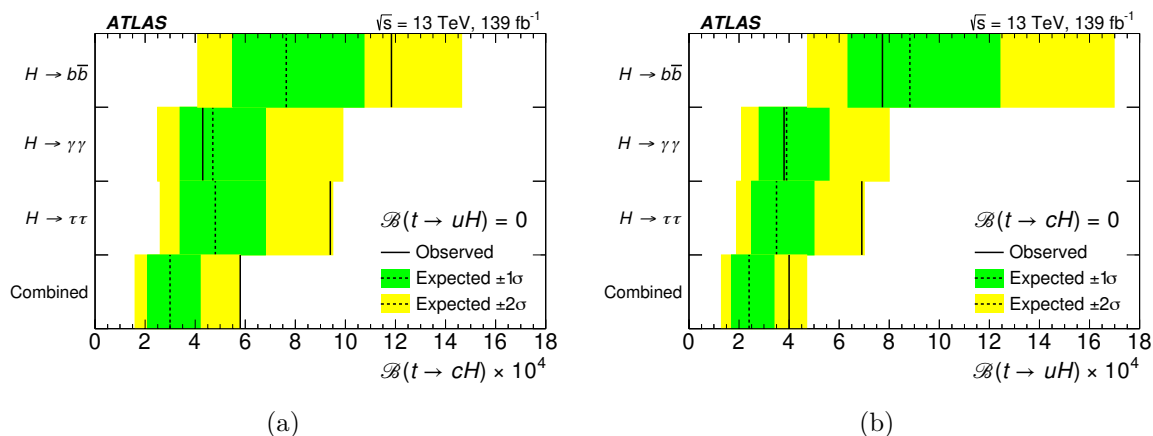 ATLAS √s = 13 TeV, 139 fb⁻¹
H → bb̅
H → γγ
H → ττ
Combined
ℬ(t → uH) = 0
Observed
Expected ±1σ
Expected ±2σ
0 2 4 6 8 10 12 14 16 18
ℬ(t → cH) × 10⁴
(a)
ATLAS √s = 13 TeV, 139 fb⁻¹
H → bb̅
H → γγ
H → ττ
Combined
ℬ(t → cH) = 0
Observed
Expected ±1σ
Expected ±2σ
0 2 4 6 8 10 12 14 16 18
ℬ(t → uH) × 10⁴
(b)